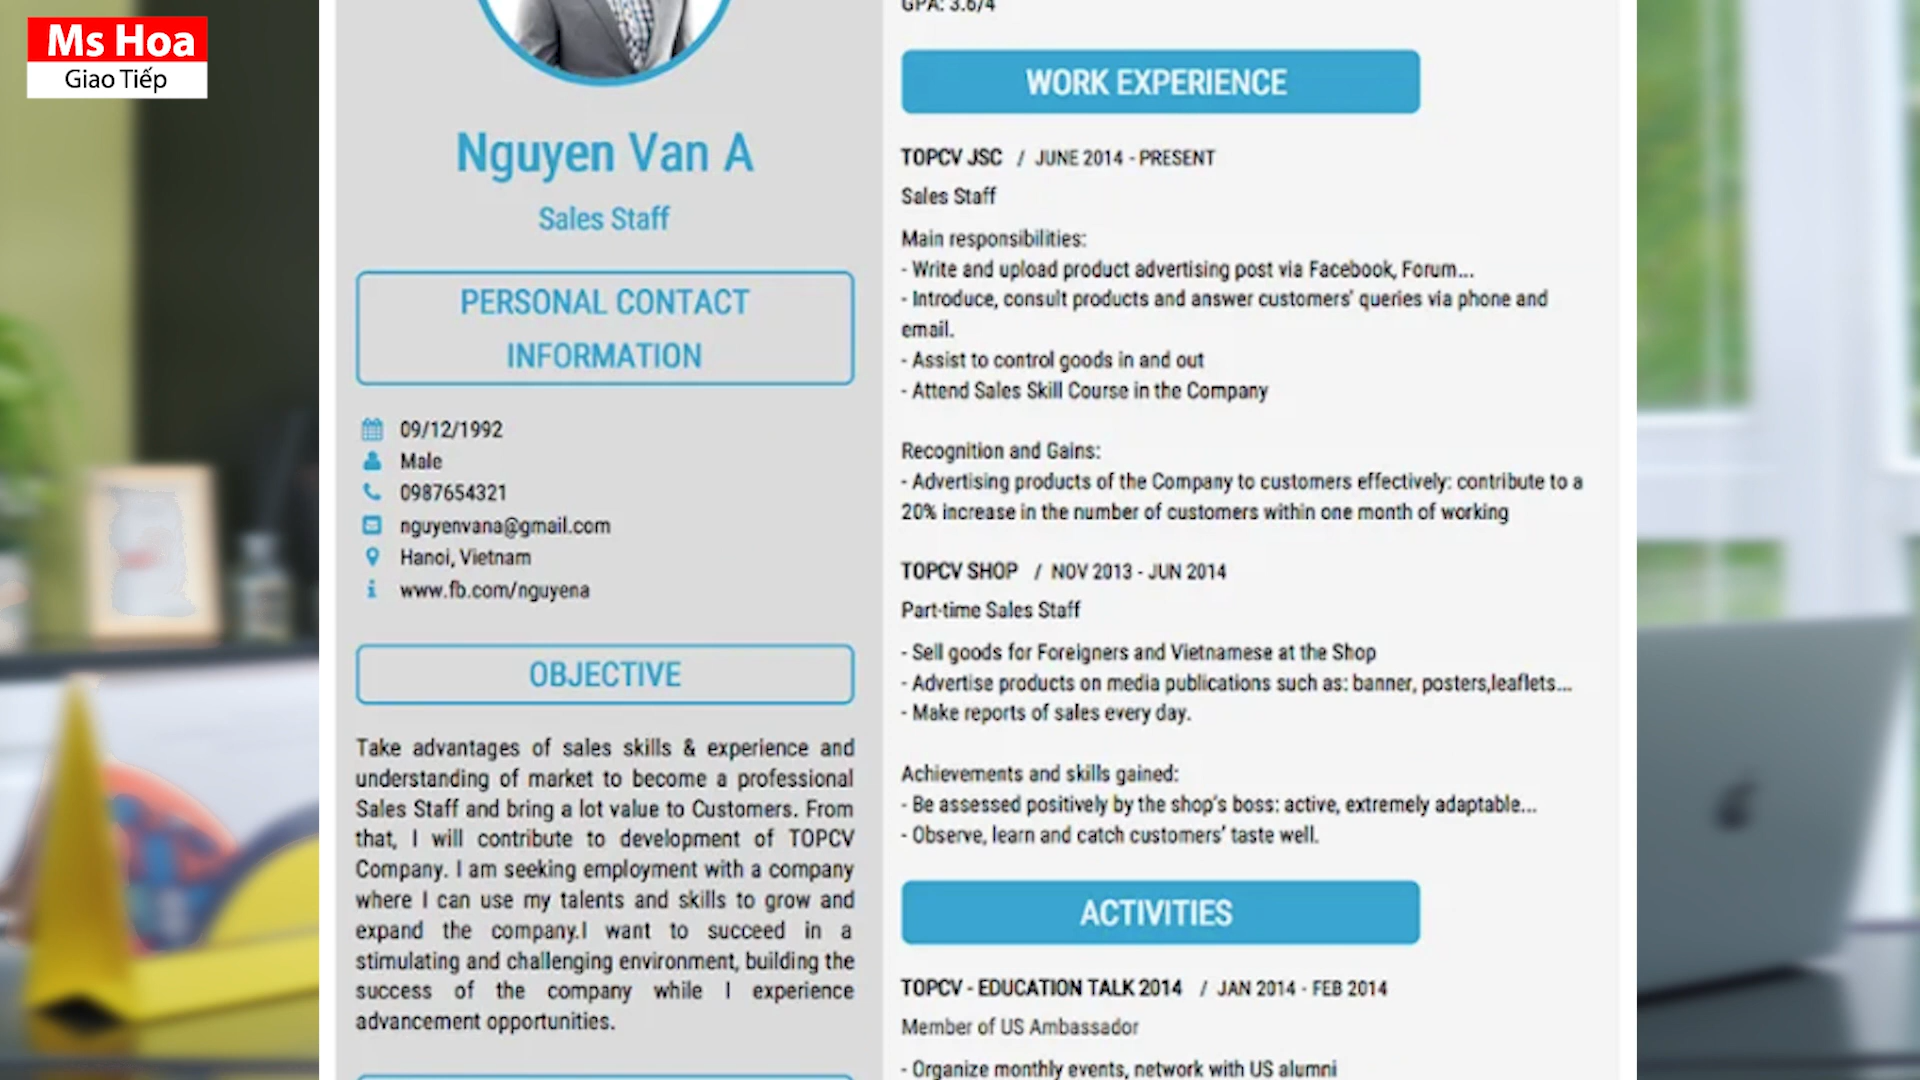 Ms Hoa
Giao Tiếp
Nguyen Van A
Sales Staff
PERSONAL CONTACT
INFORMATION
09/12/1992
Male
0987654321
nguyenvana@gmail.com
Hanoi, Vietnam
www.fb.com/nguyena
OBJECTIVE
Take advantages of sales skills & experience and
understanding of market to become a professional
Sales Staff and bring a lot value to Customers. From
that, I will contribute to development of TOPCV
Company. I am seeking employment with a company
where I can use my talents and skills to grow and
expand the company.I want to succeed in a
stimulating and challenging environment, building the
success of the company while I experience
advancement opportunities.
GPA: 3.6/4
WORK EXPERIENCE
TOPCV JSC / JUNE 2014 - PRESENT
Sales Staff
Main responsibilities:
- Write and upload product advertising post via Facebook, Forum...
- Introduce, consult products and answer customers' queries via phone and
email.
- Assist to control goods in and out
- Attend Sales Skill Course in the Company
Recognition and Gains:
- Advertising products of the Company to customers effectively: contribute to a
20% increase in the number of customers within one month of working
TOPCV SHOP / NOV 2013 - JUN 2014
Part-time Sales Staff
- Sell goods for Foreigners and Vietnamese at the Shop
- Advertise products on media publications such as: banner, posters,leaflets...
- Make reports of sales every day.
Achievements and skills gained:
- Be assessed positively by the shop's boss: active, extremely adaptable...
- Observe, learn and catch customers' taste well.
ACTIVITIES
TOPCV - EDUCATION TALK 2014 / JAN 2014 - FEB 2014
Member of US Ambassador
- Organize monthly events, network with US alumni